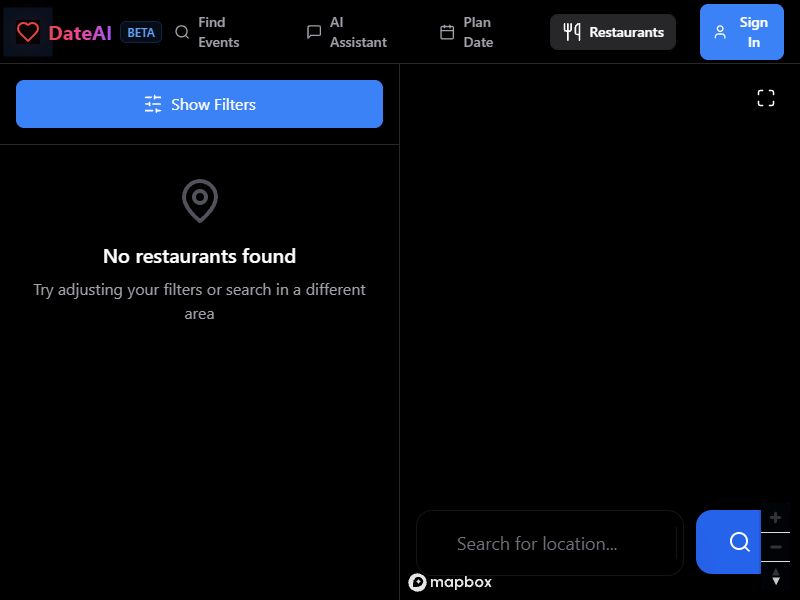 DateAI BETA
Find
Events
AI
Assistant
Plan
Date
Restaurants
Sign
In
Show Filters
No restaurants found
Try adjusting your filters or search in a different
area
Search for location...
mapbox